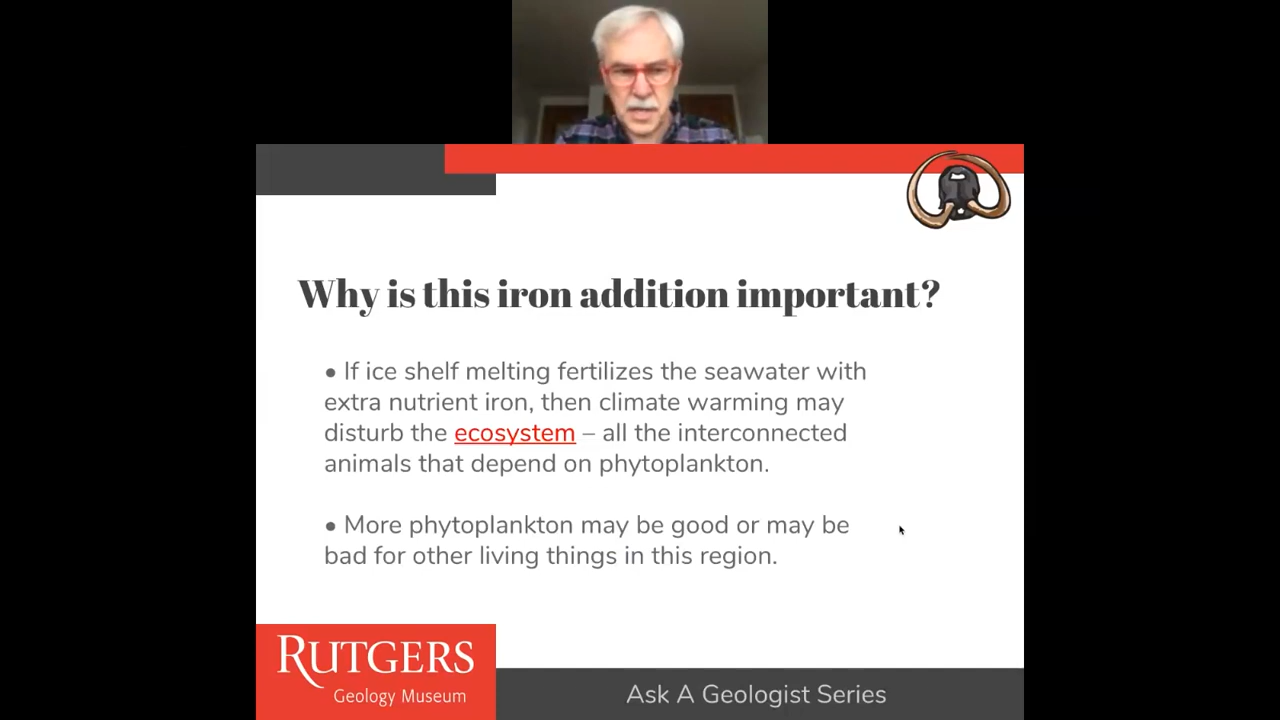 Why is this iron addition important?
• If ice shelf melting fertilizes the seawater with
extra nutrient iron, then climate warming may
disturb the ecosystem – all the interconnected
animals that depend on phytoplankton.
• More phytoplankton may be good or may be
bad for other living things in this region.
RUTGERS
Geology Museum
Ask A Geologist Series